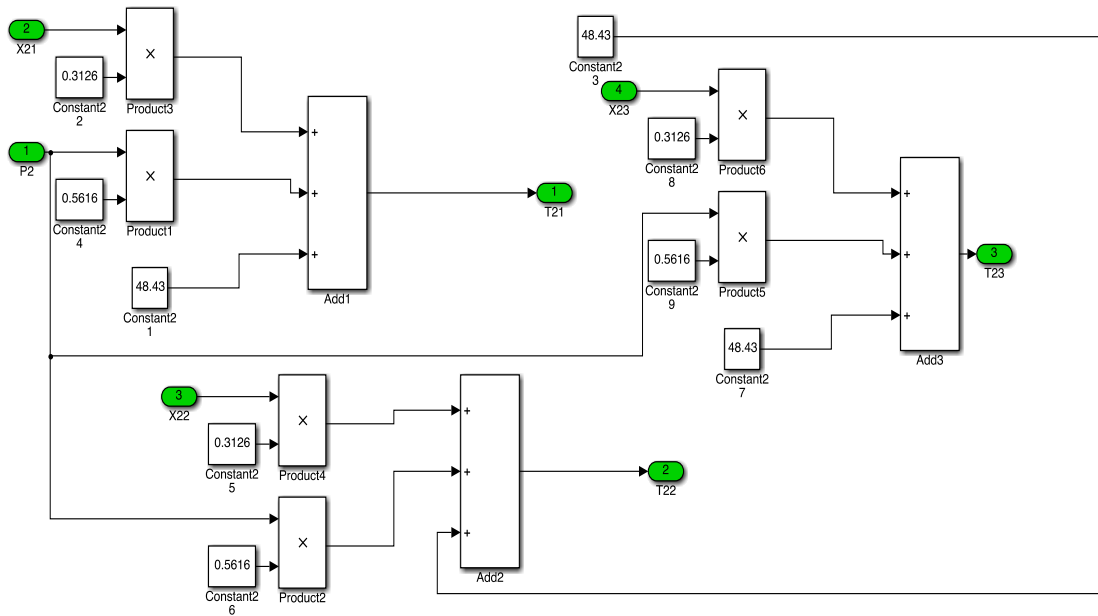 2
X21
0.3126
Constant2
2
×
Product3
1
P2
0.5616
Constant2
4
×
Product1
48.43
Constant2
1
+
+
+
Add1
1
T21
48.43
Constant2
3
4
X23
0.3126
Constant2
8
×
Product6
0.5616
Constant2
9
×
Product5
48.43
Constant2
7
+
+
+
Add3
3
T23
3
X22
0.3126
Constant2
5
×
Product4
0.5616
Constant2
6
×
Product2
+
+
+
Add2
2
T22